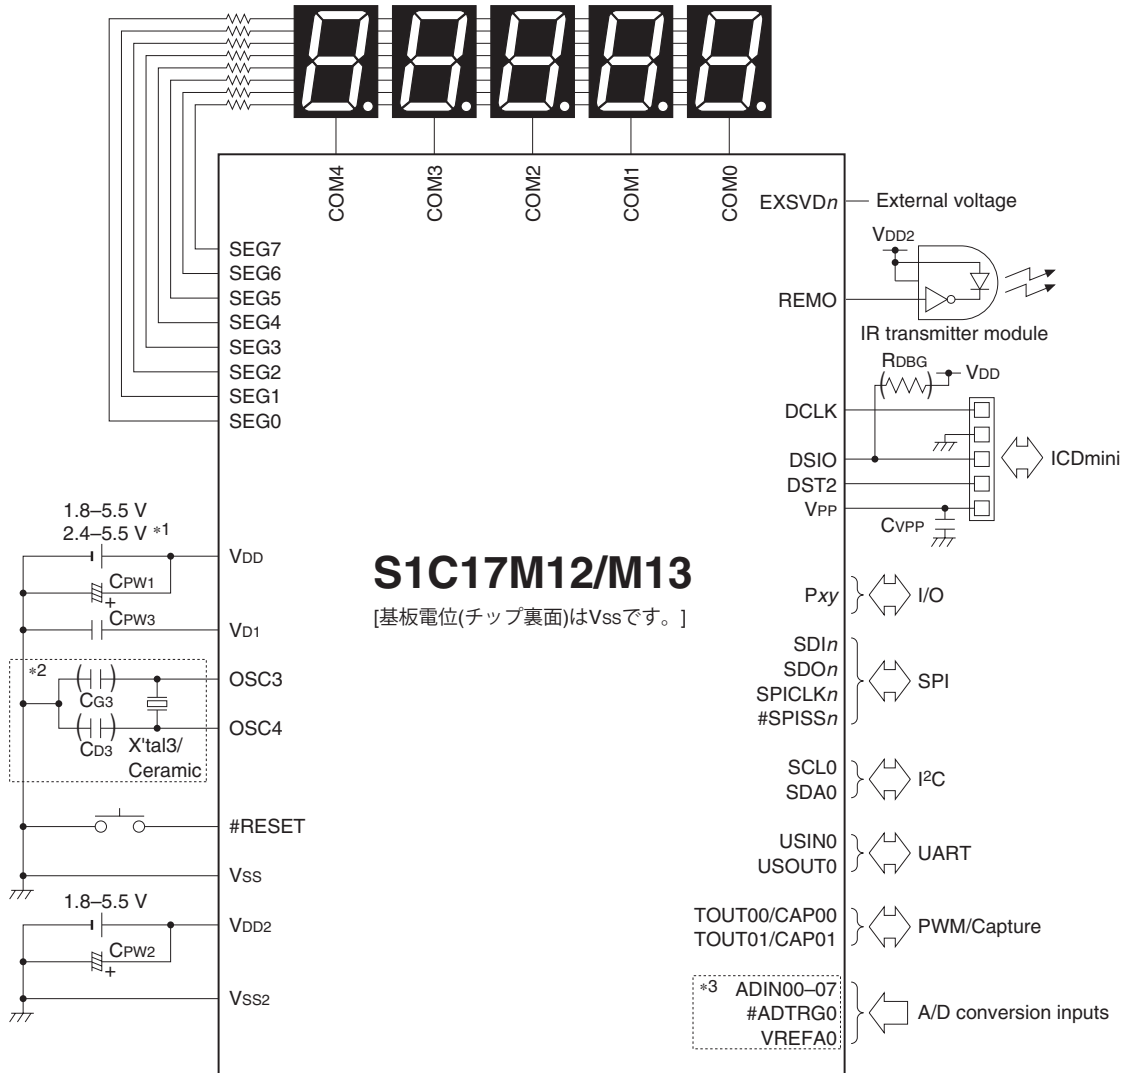 COM4
COM3
COM2
COM1
COM0
EXSVDn
External voltage
SEG7
SEG6
SEG5
SEG4
SEG3
SEG2
SEG1
SEG0
VDD2
REMO
IR transmitter module
RDBG
VDD
DCLK
DSIO
DST2
VPP
CVPP
ICDmini
1.8–5.5 V
2.4–5.5 V *1
VDD
CPW1
+
CPW3
VD1
*2
CG3
OSC3
CD3
OSC4
X'tal3/
Ceramic
#RESET
VSS
1.8–5.5 V
VDD2
CPW2
+
VSS2
S1C17M12/M13
[基板電位(チップ裏面)はVSSです。]
Pxy
I/O
SDIn
SDOn
SPICLKn
#SPISSn
SPI
SCL0
SDA0
I2C
USIN0
USOUT0
UART
TOUT00/CAP00
TOUT01/CAP01
PWM/Capture
*3 ADIN00–07
#ADTRG0
VREFA0
A/D conversion inputs